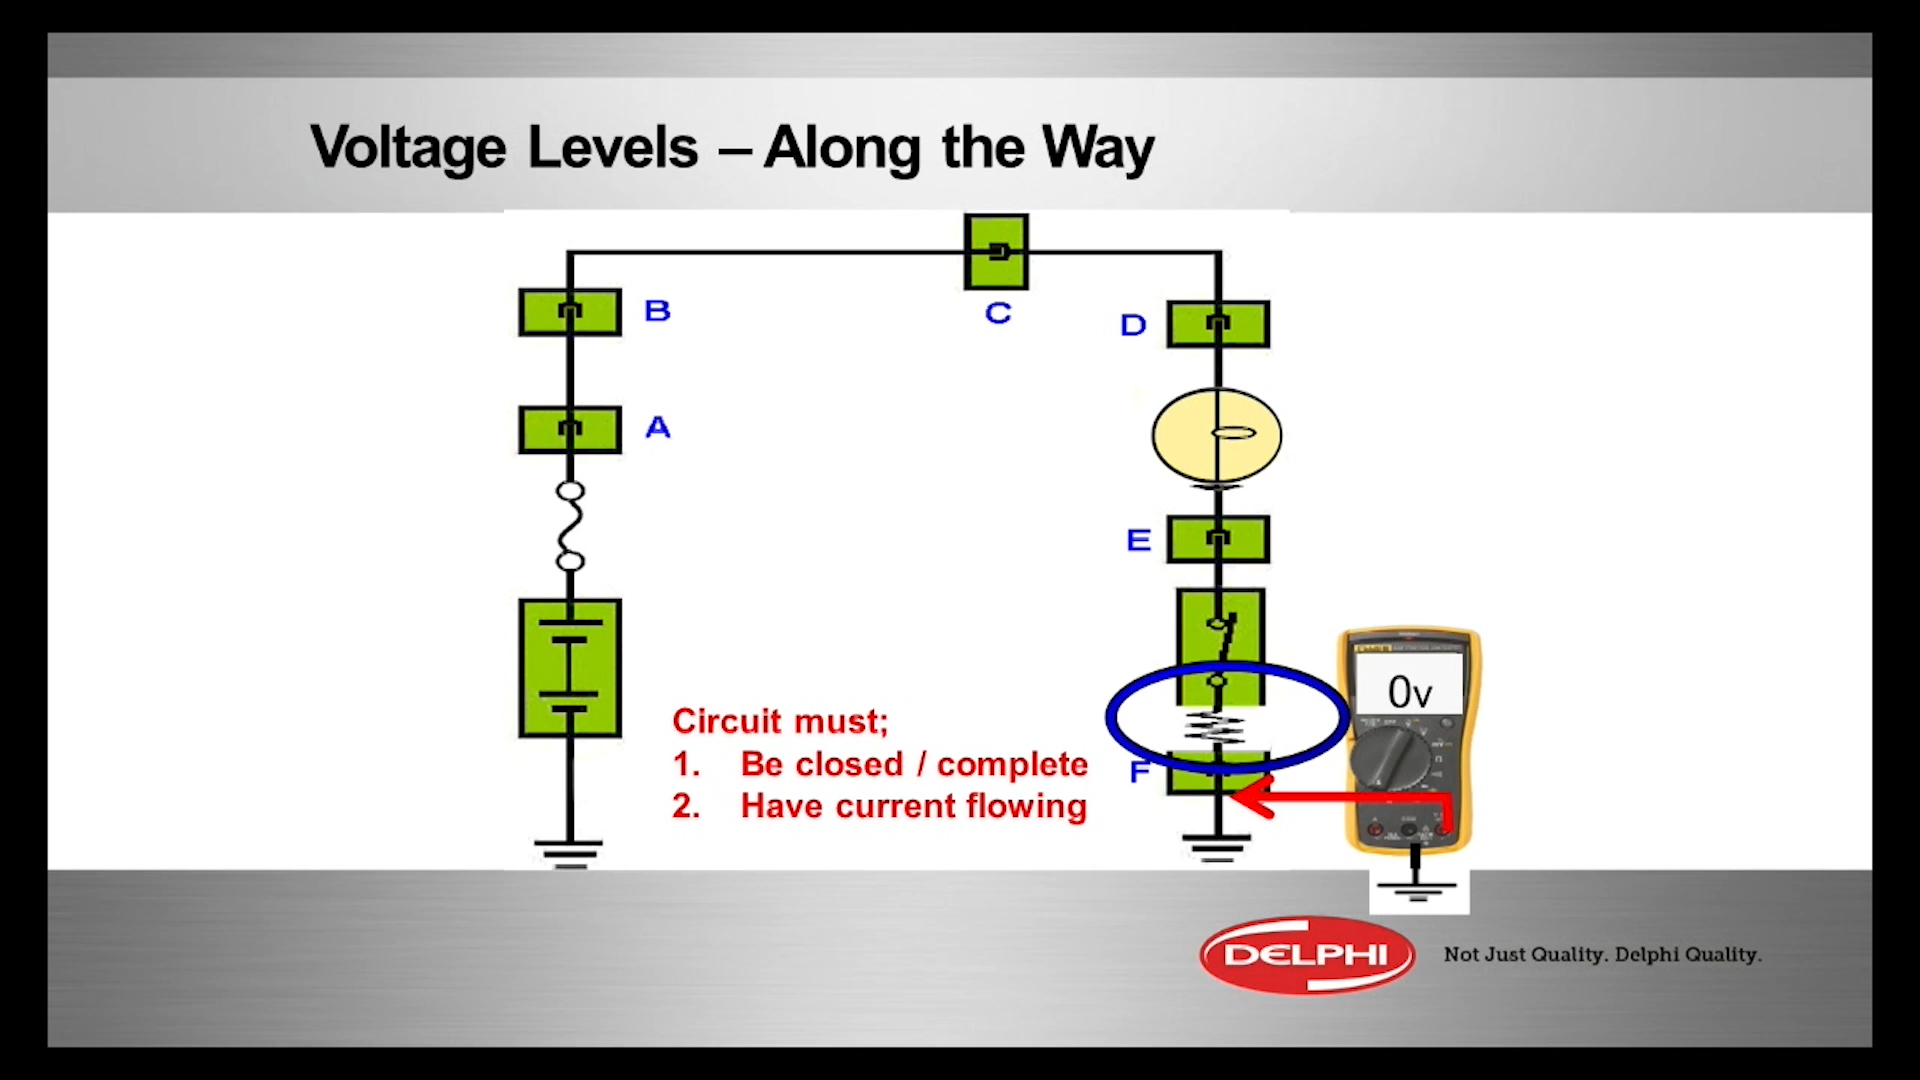 Voltage Levels – Along the Way
B
C
D
A
E
0v
Circuit must;
1. Be closed / complete
2. Have current flowing
F
DELPHI
Not Just Quality. Delphi Quality.